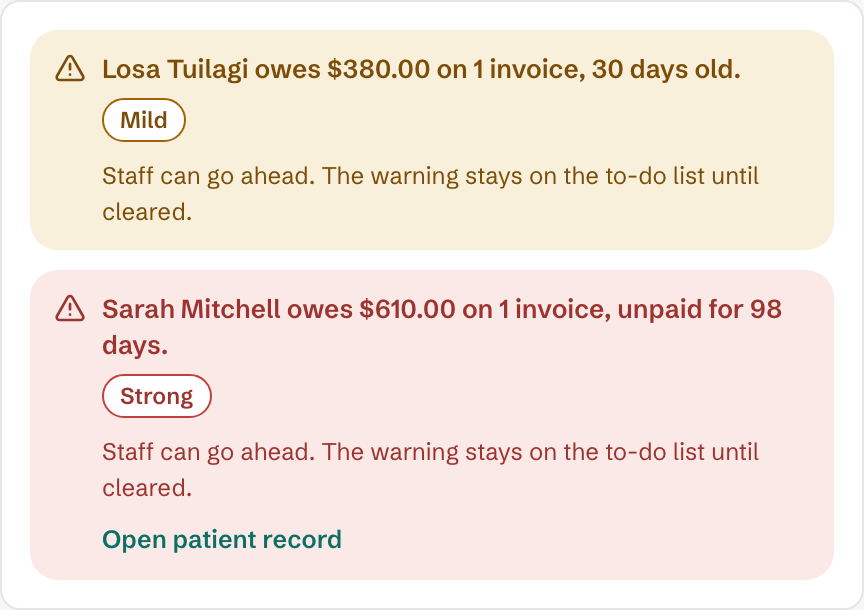 Losa Tuilagi owes $380.00 on 1 invoice, 30 days old.
Mild
Staff can go ahead. The warning stays on the to-do list until
cleared.
Sarah Mitchell owes $610.00 on 1 invoice, unpaid for 98
days.
Strong
Staff can go ahead. The warning stays on the to-do list until
cleared.
Open patient record